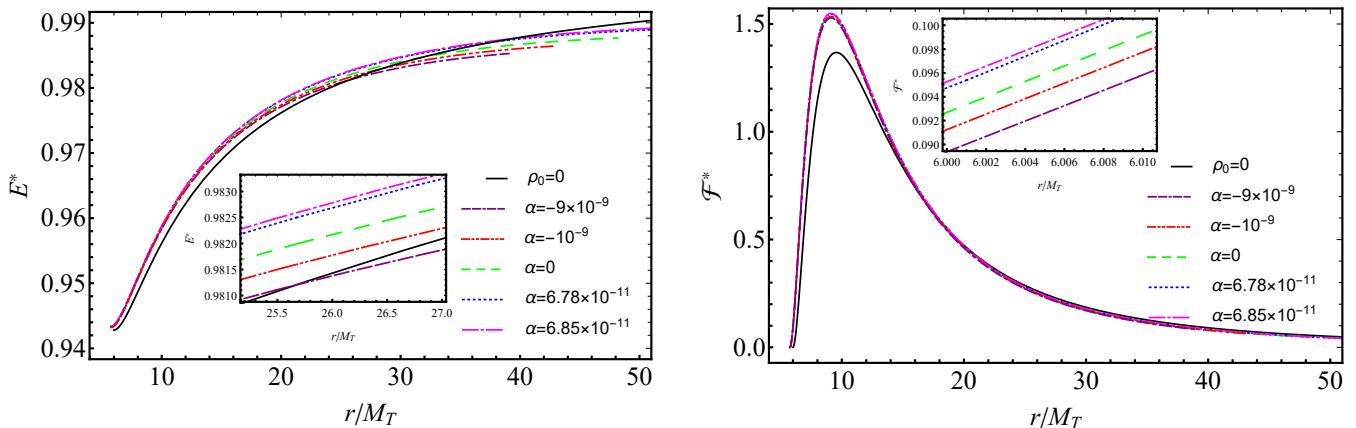 E*
0.99
0.98
0.97
0.96
0.95
0.94
10
20
30
40
50
r/M_T
E*
0.9830
0.9825
0.9820
0.9815
0.9810
25.5
26.0
26.5
27.0
r/M_T
ρ₀=0
α=-9×10⁻⁹
α=-10⁻⁹
α=0
α=6.78×10⁻¹¹
α=6.85×10⁻¹¹
ℱ*
1.5
1.0
0.5
0.0
10
20
30
40
50
r/M_T
ℱ*
0.100
0.098
0.096
0.094
0.092
0.090
6.000
6.002
6.004
6.006
6.008
6.010
r/M_T
ρ₀=0
α=-9×10⁻⁹
α=-10⁻⁹
α=0
α=6.78×10⁻¹¹
α=6.85×10⁻¹¹